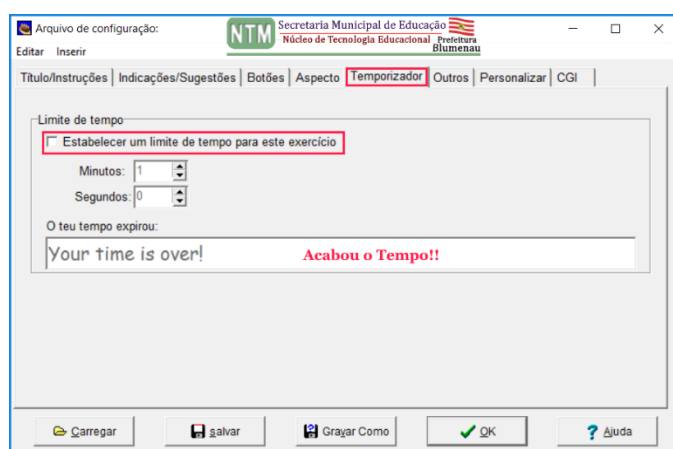 Arquivo de configuração:
NTM
Secretaria Municipal de Educação
Núcleo de Tecnologia Educacional
Prefeitura
Blumenau
Editar Inserir
Título/Instruções Indicações/Sugestões Botões Aspecto Temporizador Outros Personalizar CGI
Limite de tempo
Estabelecer um limite de tempo para este exercício
Minutos: 1
Segundos: 0
O teu tempo expirou:
Your time is over! Acabou o Tempo!!
Carregar salvar Gravar Como OK ? Ajuda